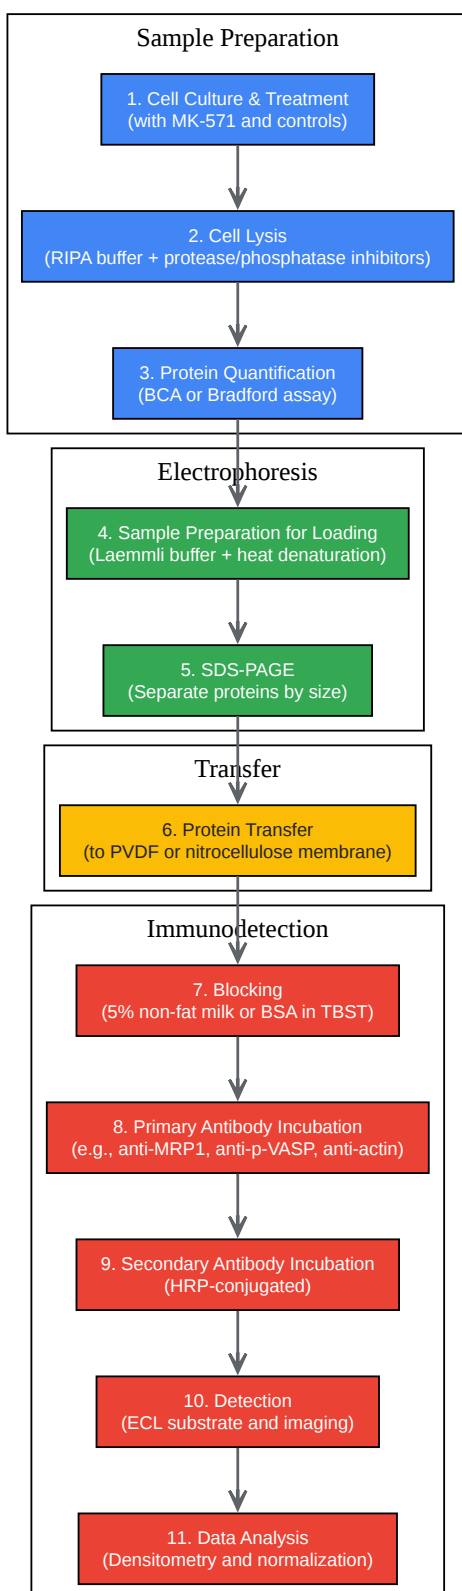 Sample Preparation
1. Cell Culture & Treatment
(with MK-571 and controls)
2. Cell Lysis
(RIPA buffer + protease/phosphatase inhibitors)
3. Protein Quantification
(BCA or Bradford assay)
Electrophoresis
4. Sample Preparation for Loading
(Laemmli buffer + heat denaturation)
5. SDS-PAGE
(Separate proteins by size)
Transfer
6. Protein Transfer
(to PVDF or nitrocellulose membrane)
Immunodetection
7. Blocking
(5% non-fat milk or BSA in TBST)
8. Primary Antibody Incubation
(e.g., anti-MRP1, anti-p-VASP, anti-actin)
9. Secondary Antibody Incubation
(HRP-conjugated)
10. Detection
(ECL substrate and imaging)
11. Data Analysis
(Densitometry and normalization)